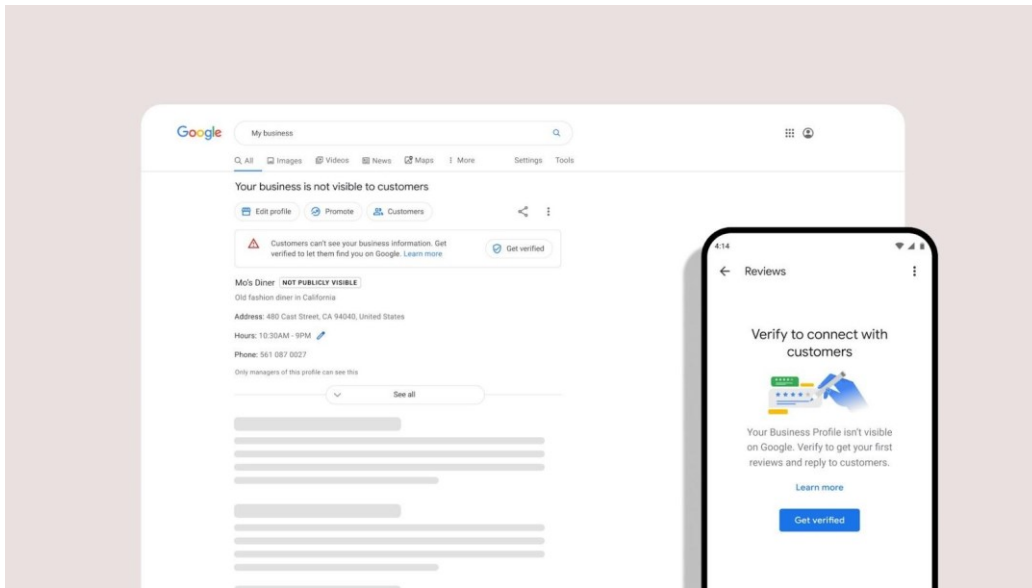 Google
My business
All Images Videos News Maps More Settings Tools
Your business is not visible to customers
Edit profile Promote Customers
Customers can't see your business information. Get
verified to let them find you on Google. Learn more
Get verified
Mo's Diner NOT PUBLICLY VISIBLE
Old fashion diner in California
Address: 480 Cast Street, CA 94040, United States
Hours: 10:30AM - 9PM
Phone: 561 087 0027
Only managers of this profile can see this
See all
4:14
Reviews
Verify to connect with
customers
Your Business Profile isn't visible
on Google. Verify to get your first
reviews and reply to customers.
Learn more
Get verified